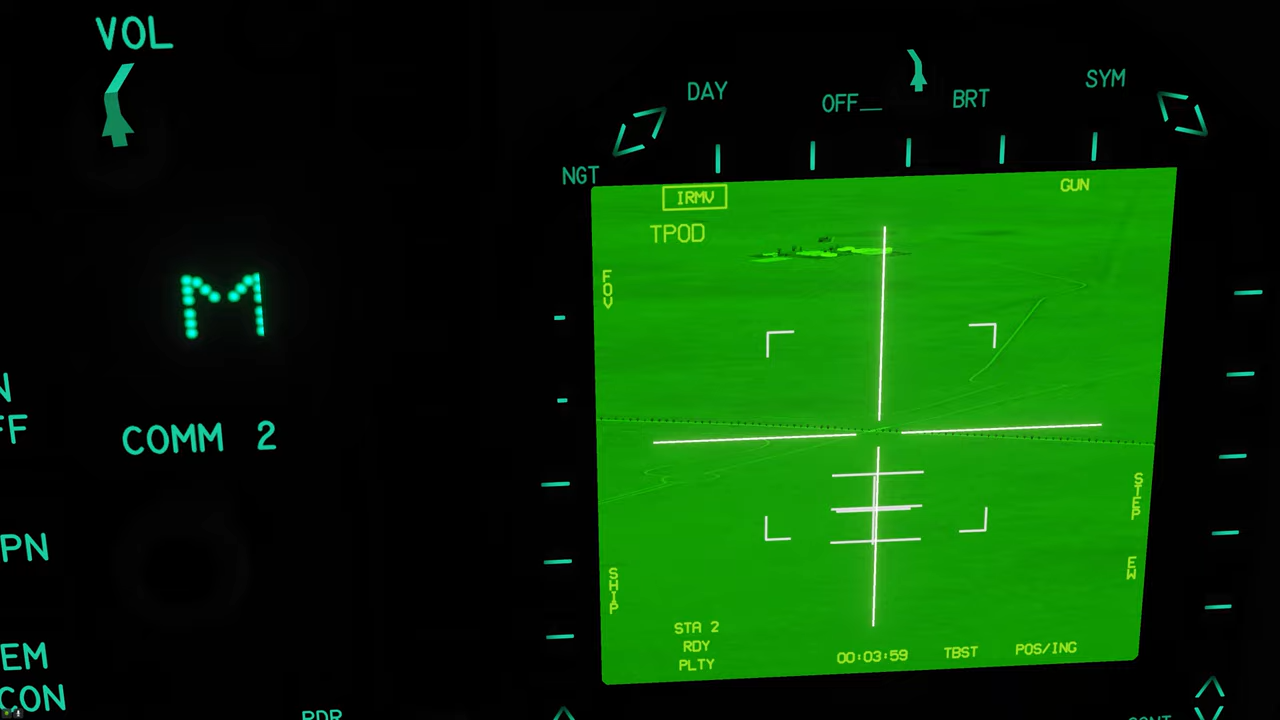 VOL
DAY
OFF
BRT
SYM
NGT
IRMV
GUN
TPOD
FOV
M
COMM 2
STEP
EW
PN
SHIP
STA 2
RDY
PLTY
00:03:59
TBST
POS/ING
EM
CON